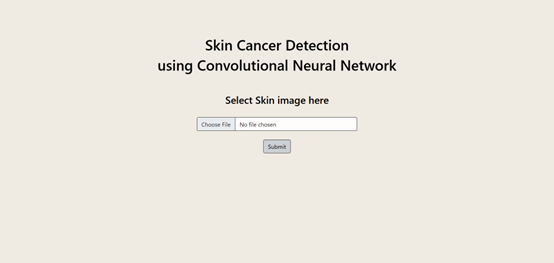 Skin Cancer Detection
using Convolutional Neural Network
Select Skin image here
Choose File No file chosen
Submit